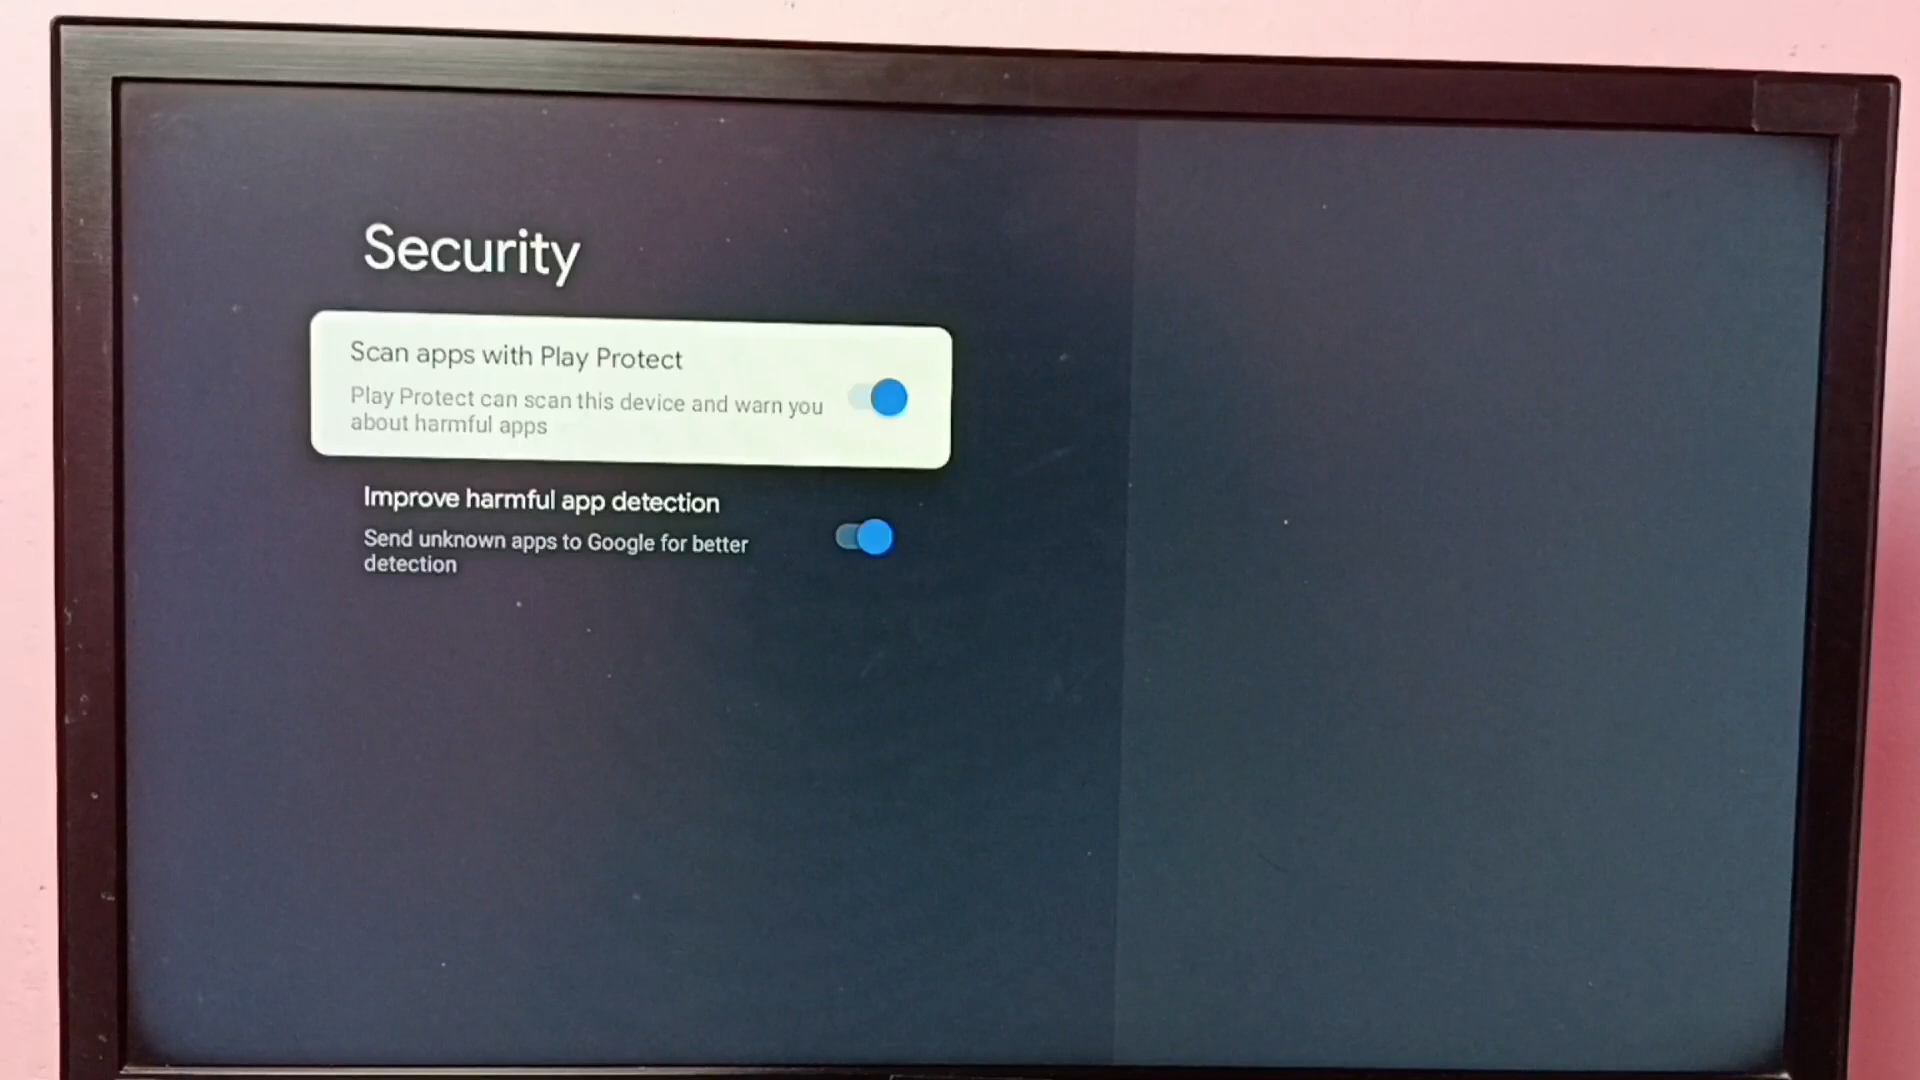 Security
Scan apps with Play Protect
Play Protect can scan this device and warn you
about harmful apps
Improve harmful app detection
Send unknown apps to Google for better
detection